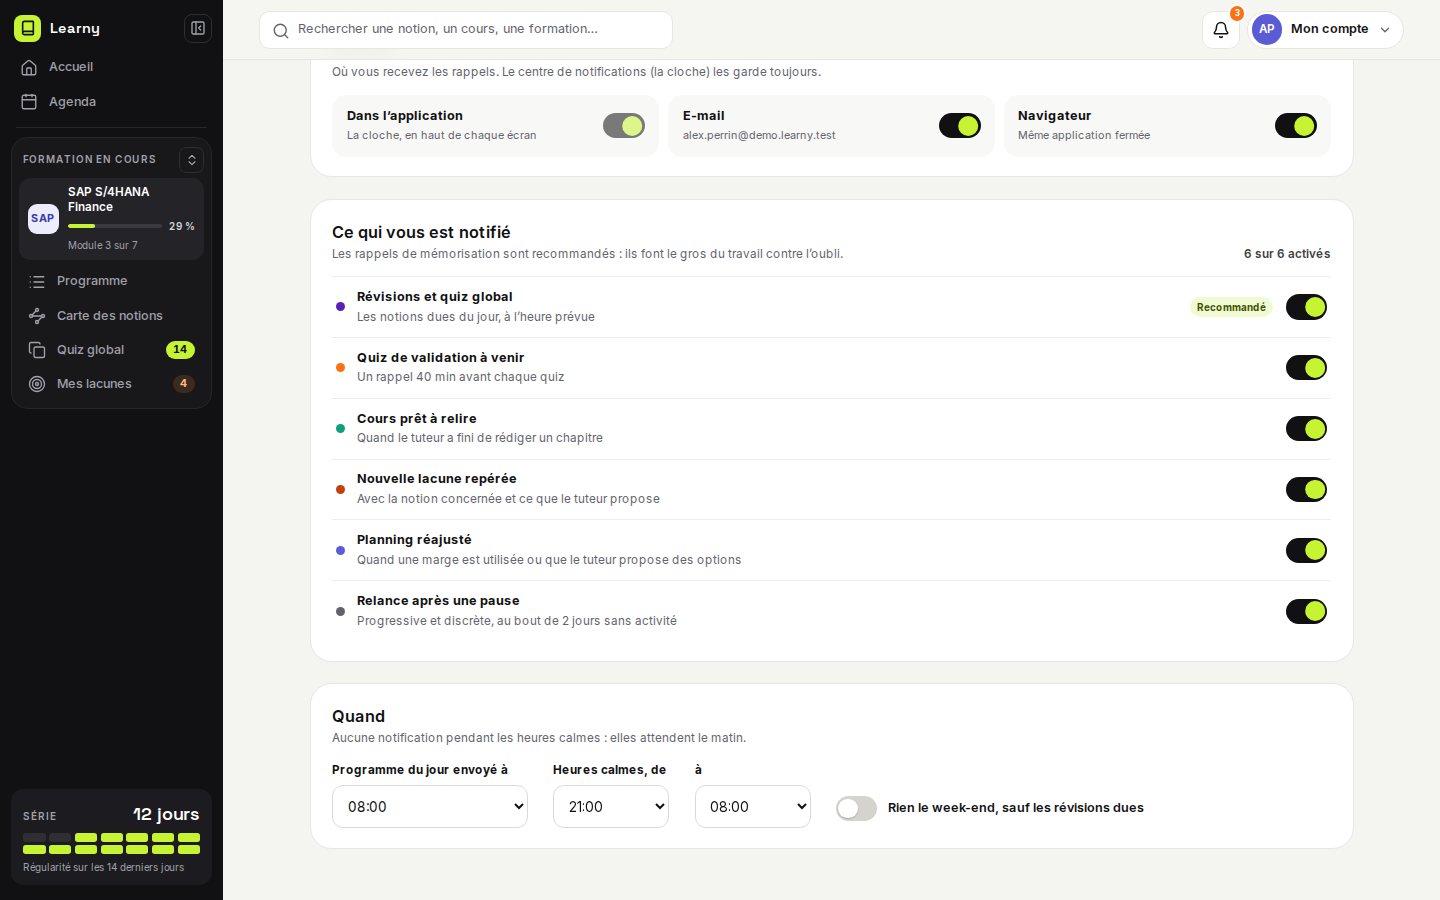 Learny
Accueil
Agenda
FORMATION EN COURS
SAP
SAP S/4HANA
Finance
29 %
Module 3 sur 7
Programme
Carte des notions
Quiz global
14
Mes lacunes
4
SÉRIE
12 jours
Régularité sur les 14 derniers jours
Rechercher une notion, un cours, une formation...
3
AP
Mon compte
Où vous recevez les rappels. Le centre de notifications (la cloche) les garde toujours.
Dans l’application
La cloche, en haut de chaque écran
E-mail
alex.perrin@demo.learny.test
Navigateur
Même application fermée
Ce qui vous est notifié
Les rappels de mémorisation sont recommandés : ils font le gros du travail contre l’oubli.
6 sur 6 activés
Révisions et quiz global
Les notions dues du jour, à l’heure prévue
Recommandé
Quiz de validation à venir
Un rappel 40 min avant chaque quiz
Cours prêt à relire
Quand le tuteur a fini de rédiger un chapitre
Nouvelle lacune repérée
Avec la notion concernée et ce que le tuteur propose
Planning réajusté
Quand une marge est utilisée ou que le tuteur propose des options
Relance après une pause
Progressive et discrète, au bout de 2 jours sans activité
Quand
Aucune notification pendant les heures calmes : elles attendent le matin.
Programme du jour envoyé à
Heures calmes, de
à
08:00
21:00
08:00
Rien le week-end, sauf les révisions dues